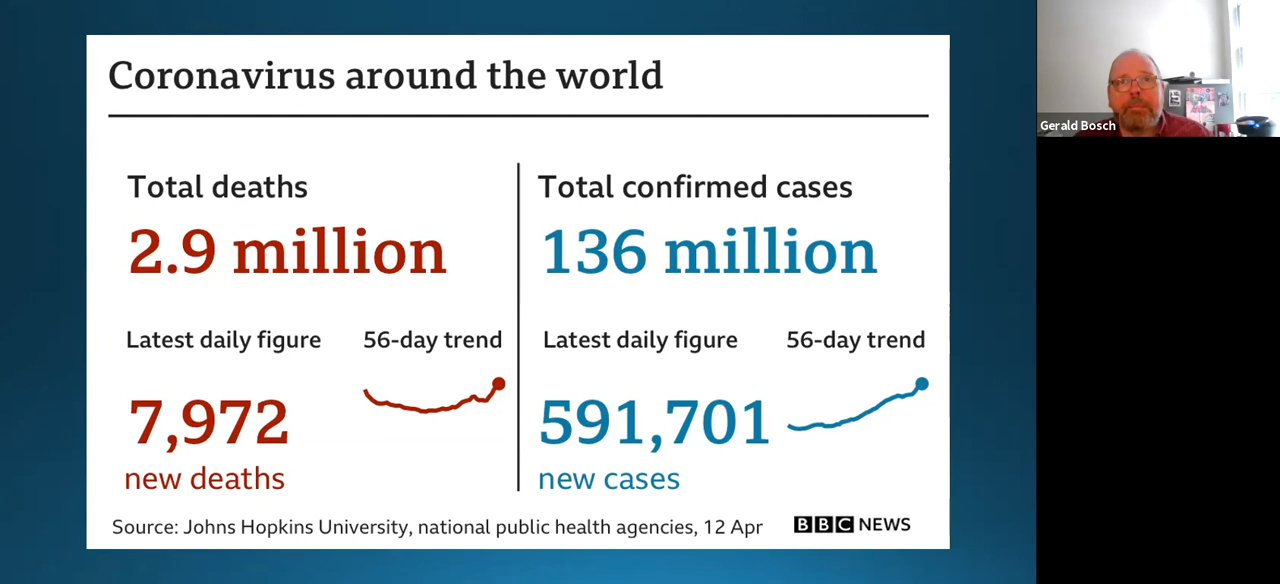 Coronavirus around the world
Total deaths
2.9 million
Latest daily figure
56-day trend
7,972
new deaths
Total confirmed cases
136 million
Latest daily figure
56-day trend
591,701
new cases
Source: Johns Hopkins University, national public health agencies, 12 Apr
BBC NEWS
Gerald Bosch